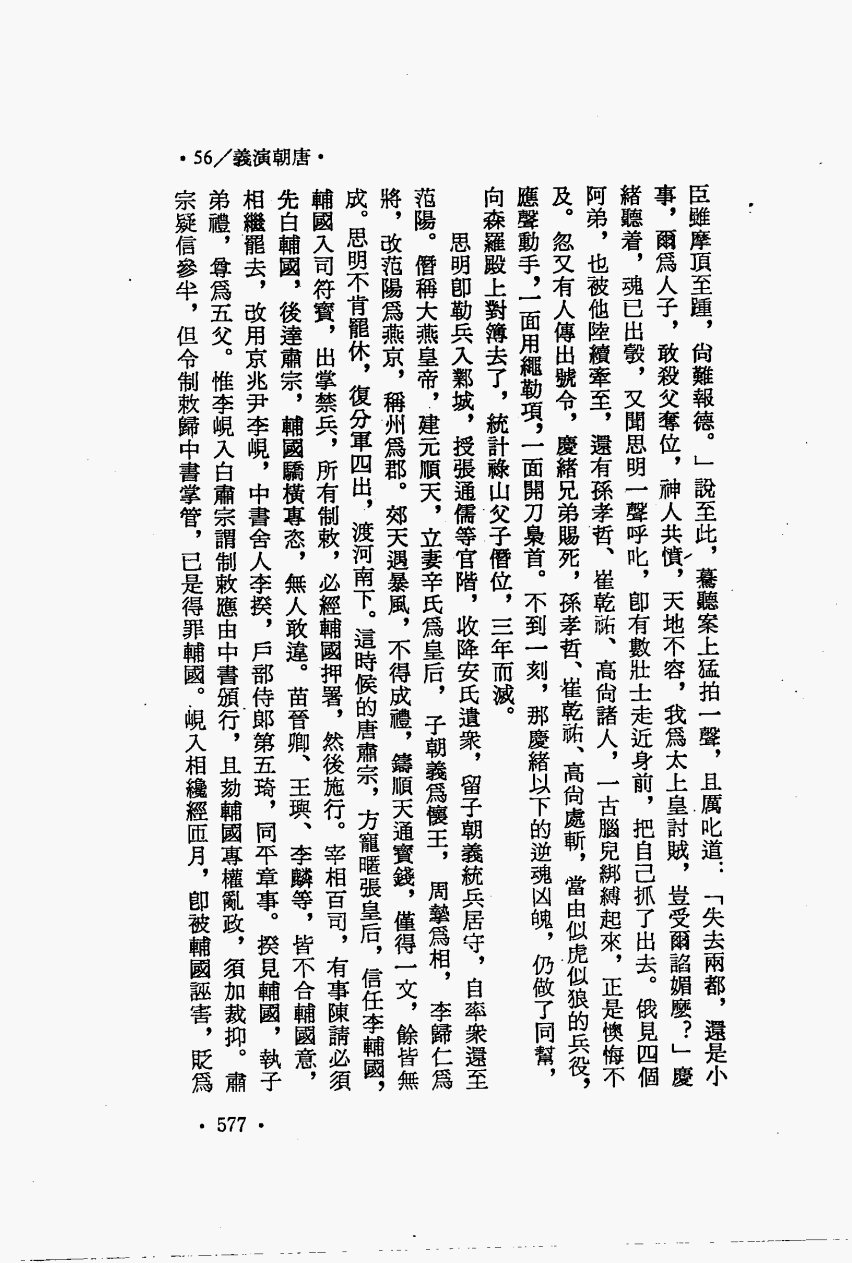 •唐朝演義/56•
臣雖摩頂至踵，尙難報德。」說至此，驀聽案上猛拍一聲，且厲叱道：「失去兩都，還是小
事，爾爲人子，敢殺父奪位，神人共憤，天地不容，我爲太上皇討賊，豈受爾諂媚麼？」慶
緒聽着，魂已出殼，又聞思明一聲呼叱，卽有數壯士走近身前，把自己抓了出去。俄見四個
阿弟，也被他陸續牽至，還有孫孝哲、崔乾祐、高尙諸人，一古腦兒綁縛起來，正是懊悔不
及。忽又有人傳出號令，慶緒兄弟賜死，孫孝哲、崔乾祐、高尙處斬，當由似虎似狼的兵役，
應聲動手，一面用繩勒項，一面開刀梟首。不到一刻，那慶緒以下的逆魂凶魄，仍做了同幫，
向森羅殿上對簿去了，統計祿山父子僭位，三年而滅。
思明卽勒兵入鄴城，授張通儒等官階，收降安氏遺衆，留子朝義統兵居守，自率衆還至
范陽。僭稱大燕皇帝，建元順天，立妻辛氏爲皇后，子朝義爲懷王，周摯爲相，李歸仁爲
將，改范陽爲燕京，稱州爲郡。郊天遇暴風，不得成禮，鑄順天通寳錢，僅得一文，餘皆無
成。思明不肯罷休，復分軍四出，渡河南下。這時候的唐肅宗，方寵暱張皇后，信任李輔國，
輔國入司符寳，出掌禁兵，所有制敕，必經輔國押署，然後施行。宰相百司，有事陳請必須
先白輔國，後達肅宗，輔國驕橫專恣，無人敢違。苗晉卿、王璵、李麟等，皆不合輔國意，
相繼罷去，改用京兆尹李峴，中書舍人李揆，戶部侍郎第五琦，同平章事。揆見輔國，執子
弟禮，尊爲五父。惟李峴入白肅宗謂制敕應由中書頒行，且劾輔國專權亂政，須加裁抑。肅
宗疑信參半，但令制敕歸中書掌管，已是得罪輔國。峴入相纔經匝月，卽被輔國誣害，貶爲
•577•